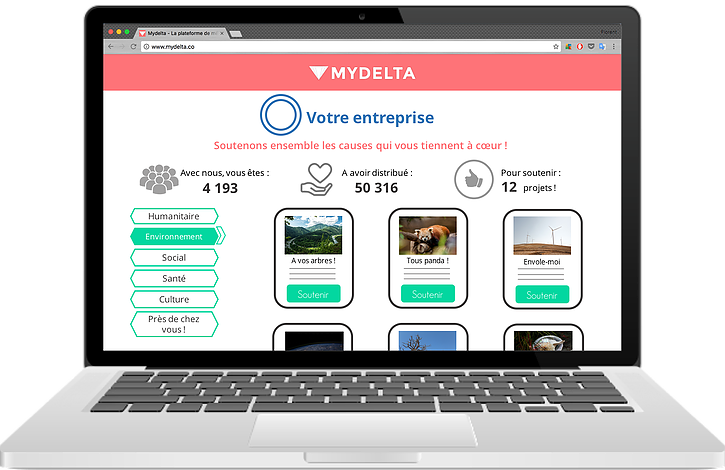 Mydelta - La plateforme de mi
Florent
www.mydelta.co
MYDELTA
Votre entreprise
Soutenons ensemble les causes qui vous tiennent à cœur !
Avec nous, vous êtes :
4 193
A avoir distribué :
50 316
Pour soutenir :
12 projets !
Humanitaire
Environnement
Social
Santé
Culture
Près de chez
vous !
A vos arbres !
Soutenir
Tous panda !
Soutenir
Envole-moi
Soutenir